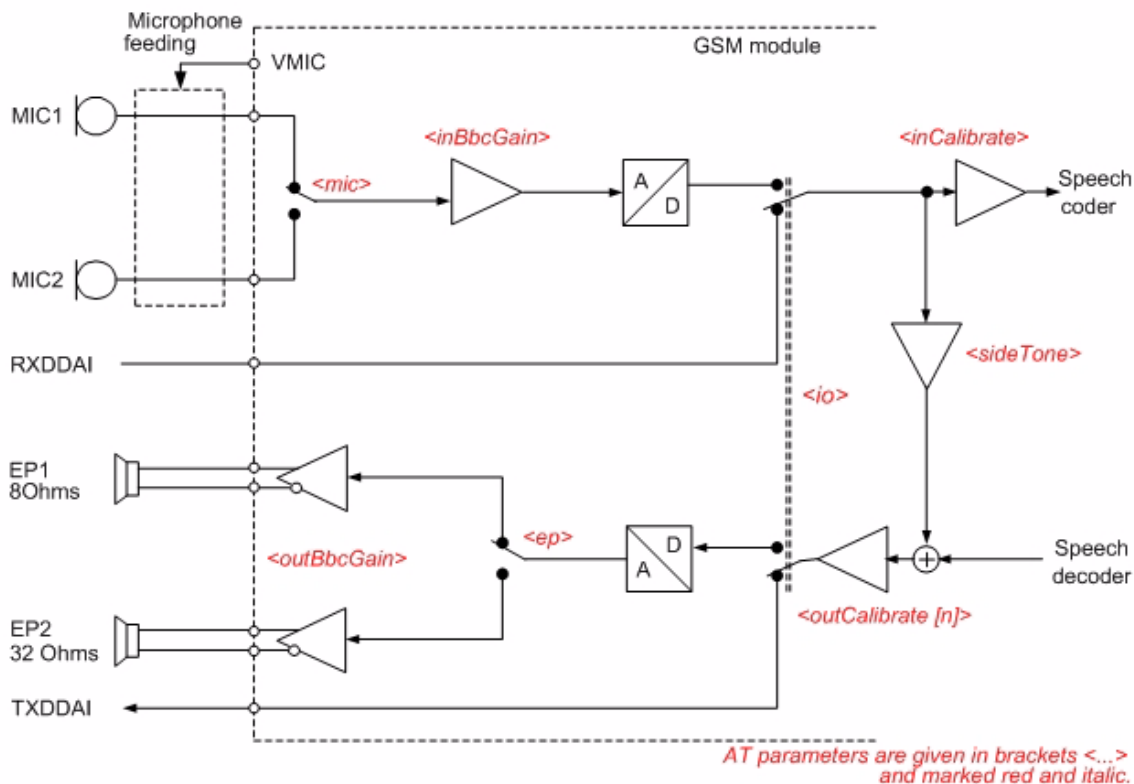 Microphone
feeding
GSM module
VMIC
MIC1
<inBbcGain>
<inCalibrate>
<mic>
A
D
Speech
coder
MIC2
RXDDAI
<sideTone>
<io>
EP1
8Ohms
<ep>
D
A
<outBbcGain>
Speech
decoder
<outCalibrate [n]>
EP2
32 Ohms
TXDDAI
AT parameters are given in brackets <...>
and marked red and italic.